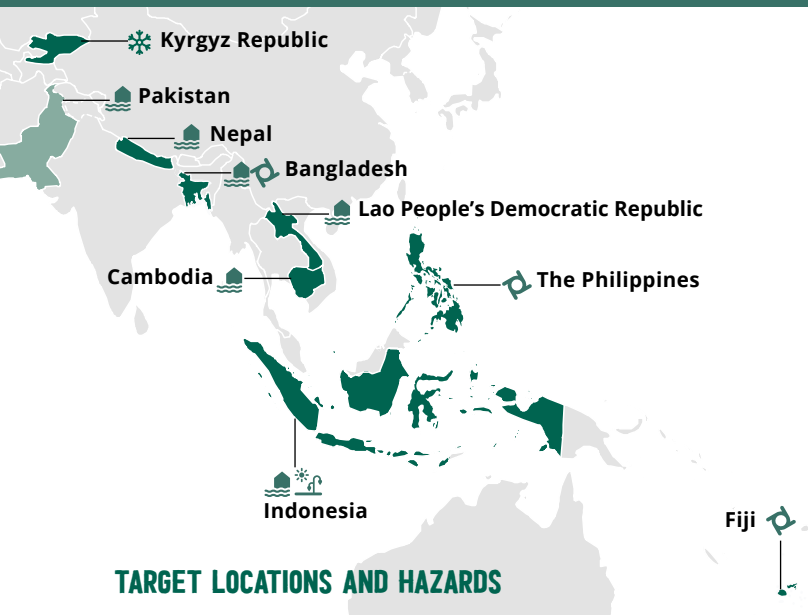 Kyrgyz Republic
Pakistan
Nepal
Bangladesh
Lao People’s Democratic Republic
Cambodia
The Philippines
Indonesia
Fiji
TARGET LOCATIONS AND HAZARDS